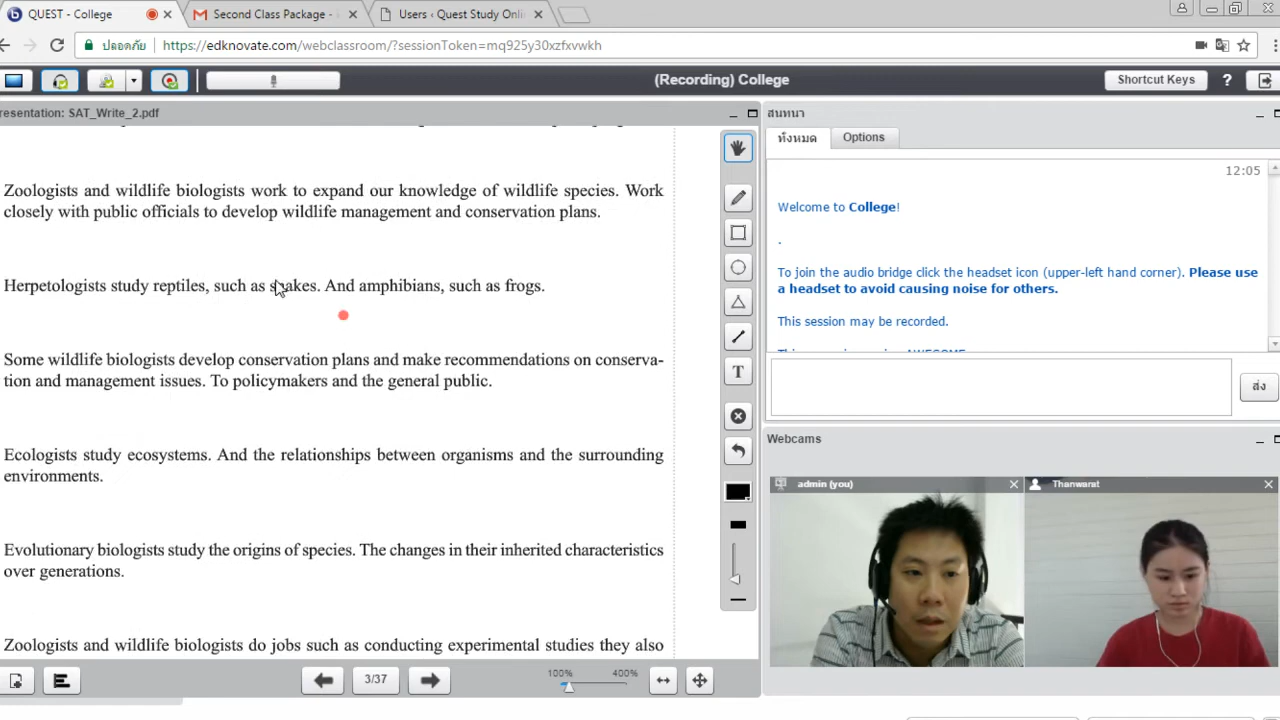 QUEST - College
Second Class Package -
Users ‹ Quest Study Onli
ปลอดภัย
https://edknovate.com/webclassroom/?sessionToken=mq925y30xzfxvwkh
(Recording) College
Shortcut Keys
?
resentation: SAT_Write_2.pdf
Zoologists and wildlife biologists work to expand our knowledge of wildlife species. Work
closely with public officials to develop wildlife management and conservation plans.
Herpetologists study reptiles, such as snakes. And amphibians, such as frogs.
Some wildlife biologists develop conservation plans and make recommendations on conserva-
tion and management issues. To policymakers and the general public.
Ecologists study ecosystems. And the relationships between organisms and the surrounding
environments.
Evolutionary biologists study the origins of species. The changes in their inherited characteristics
over generations.
Zoologists and wildlife biologists do jobs such as conducting experimental studies they also
T
3/37
100%
400%
สนทนา
ทั้งหมด
Options
12:05
Welcome to College!
.
To join the audio bridge click the headset icon (upper-left hand corner). Please use
a headset to avoid causing noise for others.
This session may be recorded.
ส่ง
Webcams
admin (you)
Thanwarat